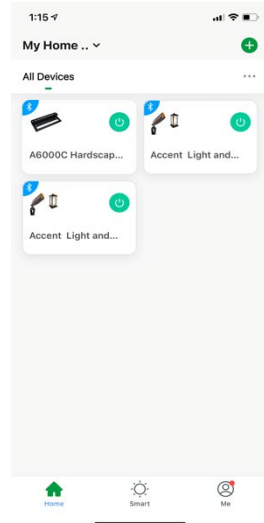 1:15
My Home ..
All Devices
A6000C Hardscap...
Accent Light and...
Accent Light and...
Home
Smart
Me